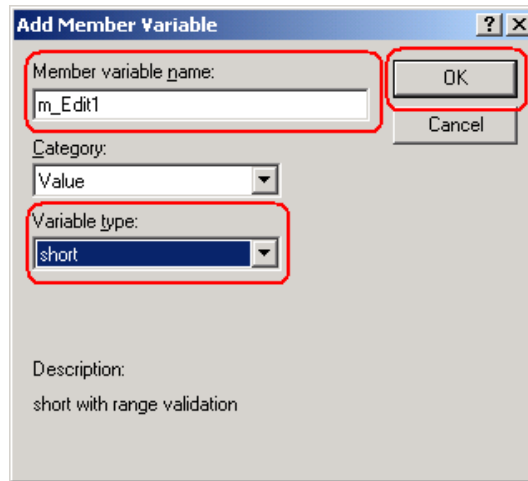 Add Member Variable
Member variable name:
OK
m_Edit1
Cancel
Category:
Value
Variable type:
short
Description:
short with range validation